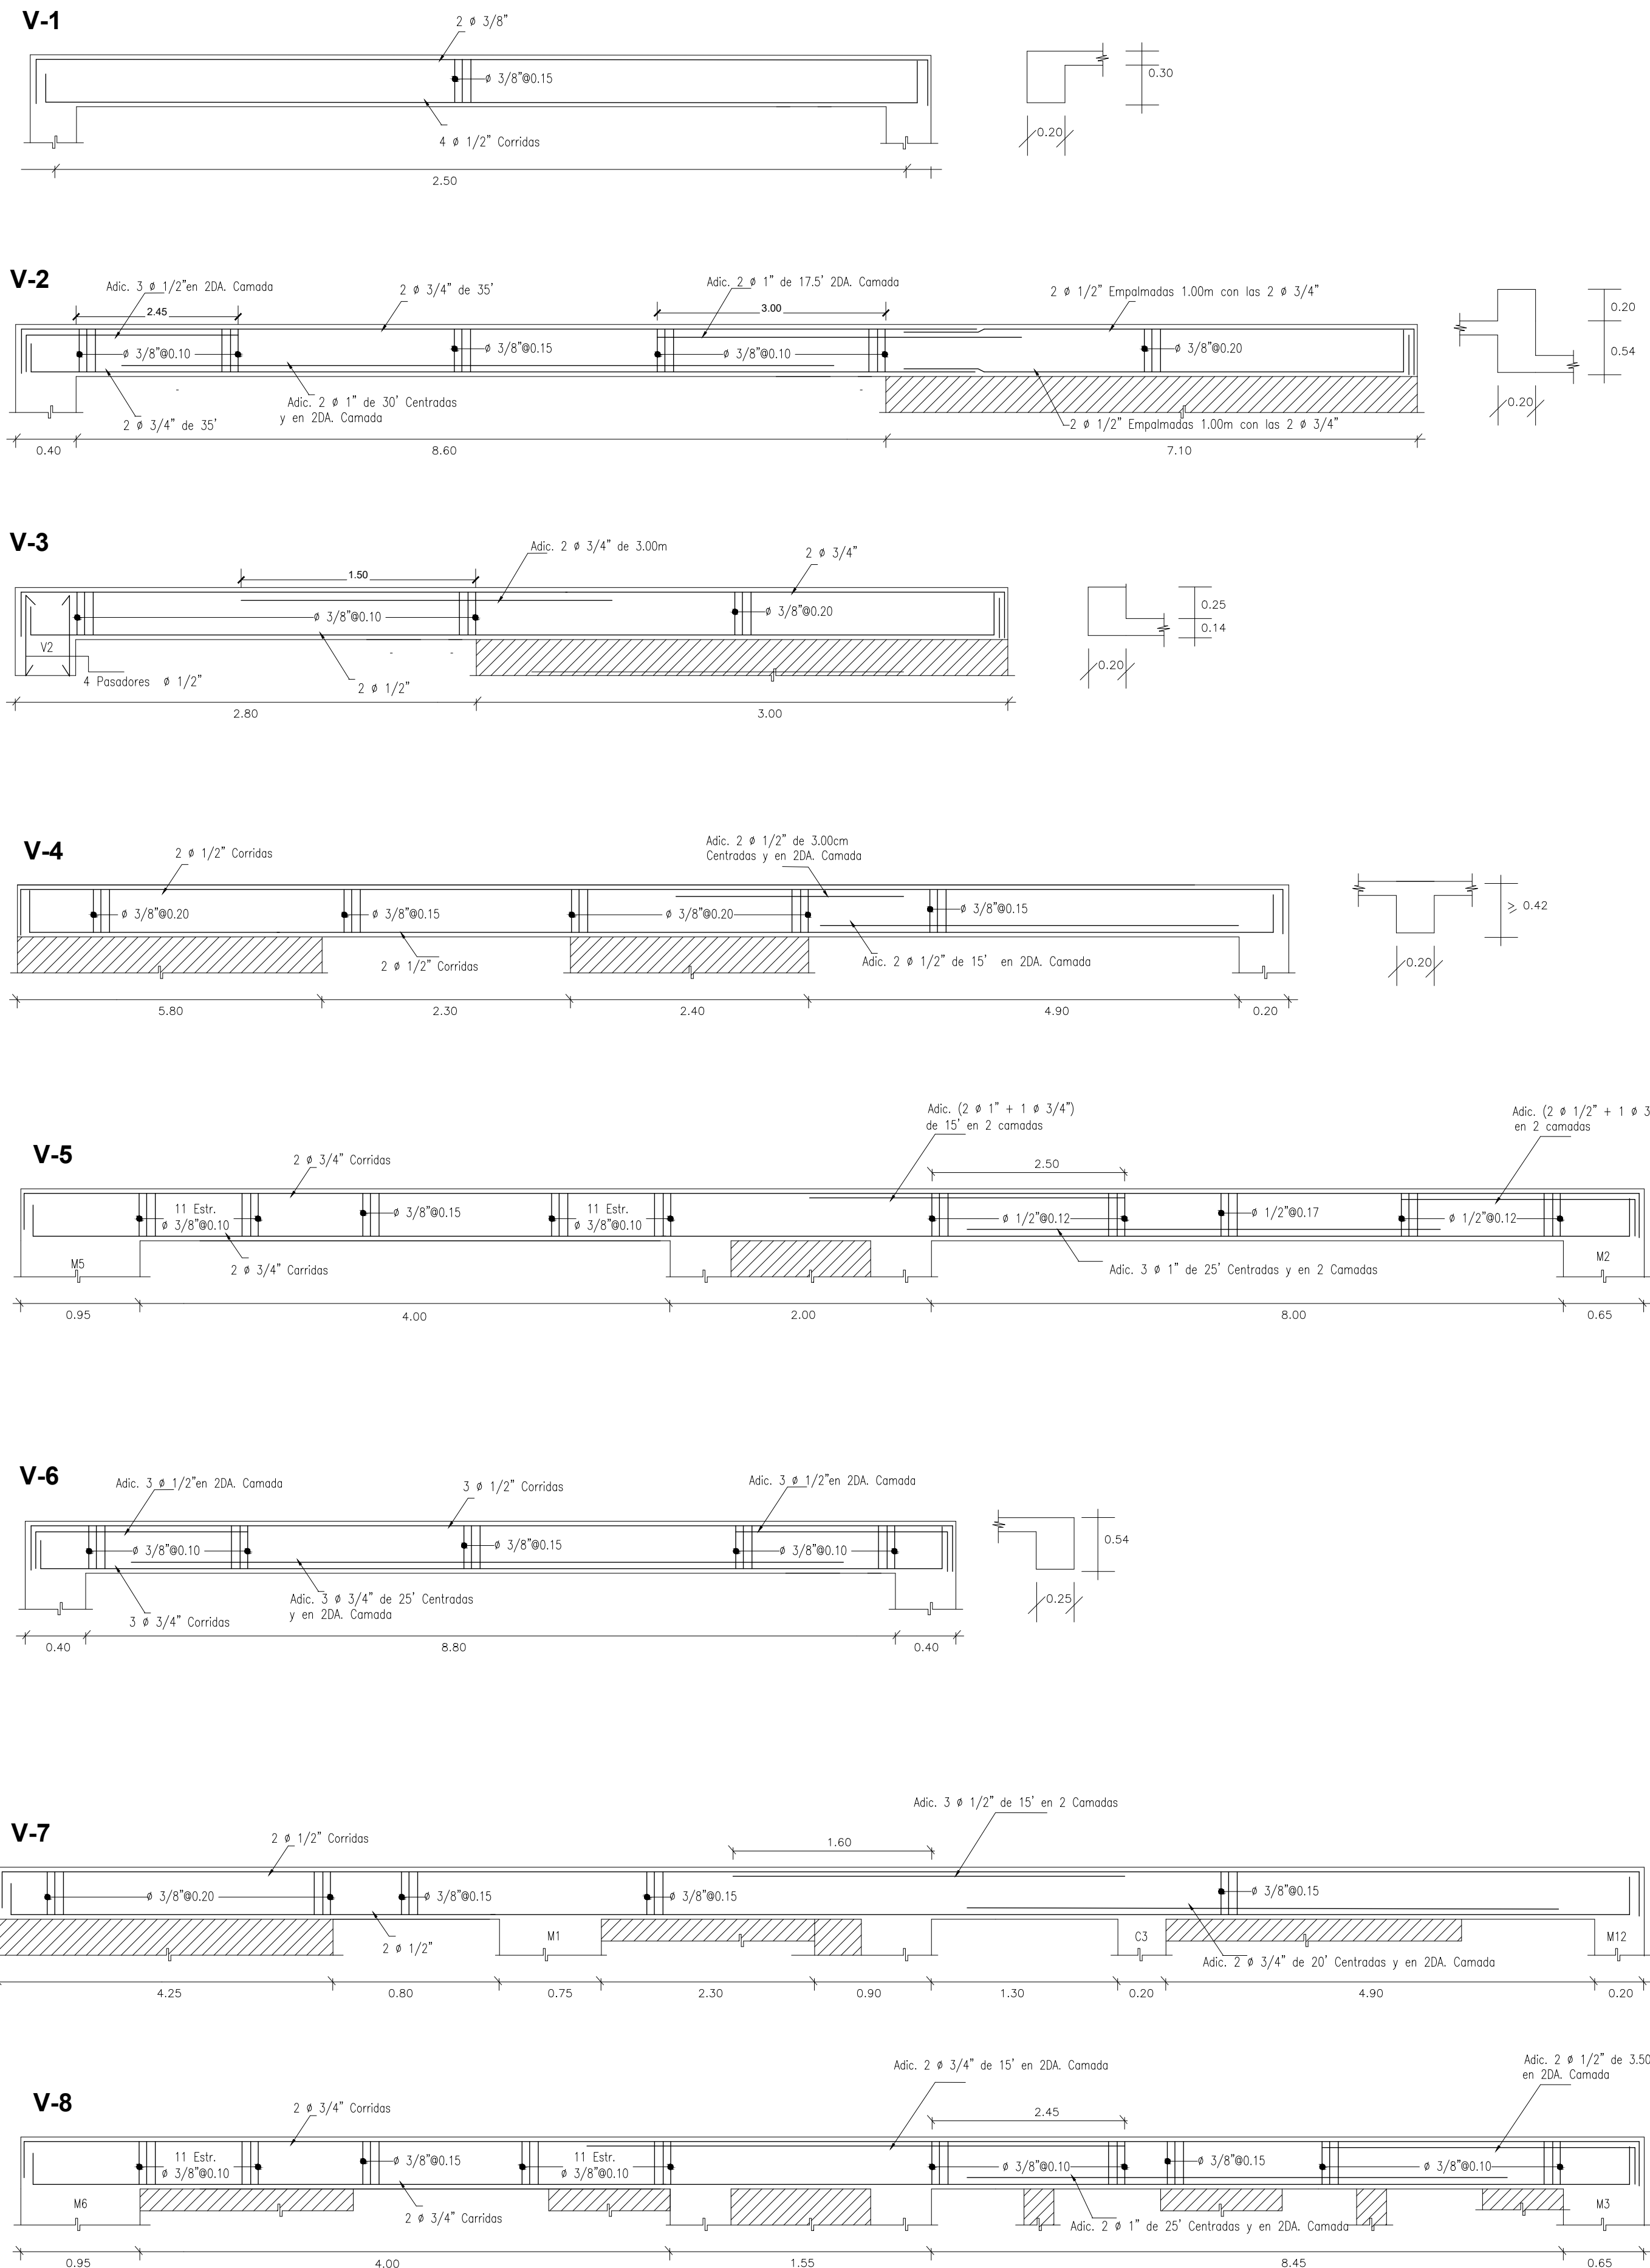 V-1
2 ø 3/8"
ø 3/8"@0.15
4 ø 1/2" Corridas
2.50
0.30
0.20
V-2
Adic. 3 ø 1/2"en 2DA. Camada
2.45
2 ø 3/4" de 35'
Adic. 2 ø 1" de 17.5' 2DA. Camada
3.00
2 ø 1/2" Empalmadas 1.00m con las 2 ø 3/4"
ø 3/8"@0.10
ø 3/8"@0.15
ø 3/8"@0.10
ø 3/8"@0.20
Adic. 2 ø 1" de 30' Centradas
y en 2DA. Camada
2 ø 3/4" de 35'
2 ø 1/2" Empalmadas 1.00m con las 2 ø 3/4"
0.40
8.60
7.10
0.20
0.54
0.20
V-3
Adic. 2 ø 3/4" de 3.00m
2 ø 3/4"
1.50
ø 3/8"@0.10
ø 3/8"@0.20
V2
4 Pasadores ø 1/2"
2 ø 1/2"
2.80
3.00
0.25
0.14
0.20
V-4
2 ø 1/2" Corridas
Adic. 2 ø 1/2" de 3.00cm
Centradas y en 2DA. Camada
ø 3/8"@0.20
ø 3/8"@0.15
ø 3/8"@0.20
ø 3/8"@0.15
2 ø 1/2" Corridas
Adic. 2 ø 1/2" de 15' en 2DA. Camada
5.80
2.30
2.40
4.90
0.20
≥ 0.42
0.20
V-5
2 ø 3/4" Corridas
Adic. (2 ø 1" + 1 ø 3/4")
de 15' en 2 camadas
2.50
Adic. (2 ø 1/2" + 1 ø 3
en 2 camadas
11 Estr.
ø 3/8"@0.10
ø 3/8"@0.15
11 Estr.
ø 3/8"@0.10
ø 1/2"@0.12
ø 1/2"@0.17
ø 1/2"@0.12
M5
2 ø 3/4" Carridas
Adic. 3 ø 1" de 25' Centradas y en 2 Camadas
M2
0.95
4.00
2.00
8.00
0.65
V-6
Adic. 3 ø 1/2"en 2DA. Camada
3 ø 1/2" Corridas
Adic. 3 ø 1/2"en 2DA. Camada
ø 3/8"@0.10
ø 3/8"@0.15
ø 3/8"@0.10
Adic. 3 ø 3/4" de 25' Centradas
y en 2DA. Camada
3 ø 3/4" Corridas
0.40
8.80
0.40
0.54
0.25
V-7
2 ø 1/2" Corridas
1.60
Adic. 3 ø 1/2" de 15' en 2 Camadas
ø 3/8"@0.20
ø 3/8"@0.15
ø 3/8"@0.15
ø 3/8"@0.15
2 ø 1/2"
M1
C3
M12
Adic. 2 ø 3/4" de 20' Centradas y en 2DA. Camada
4.25
0.80
0.75
2.30
0.90
1.30
0.20
4.90
0.20
V-8
2 ø 3/4" Corridas
Adic. 2 ø 3/4" de 15' en 2DA. Camada
2.45
Adic. 2 ø 1/2" de 3.50
en 2DA. Camada
11 Estr.
ø 3/8"@0.10
ø 3/8"@0.15
11 Estr.
ø 3/8"@0.10
ø 3/8"@0.10
ø 3/8"@0.15
ø 3/8"@0.10
M6
2 ø 3/4" Corridas
Adic. 2 ø 1" de 25' Centradas y en 2DA. Camada
M3
0.95
4.00
1.55
8.45
0.65